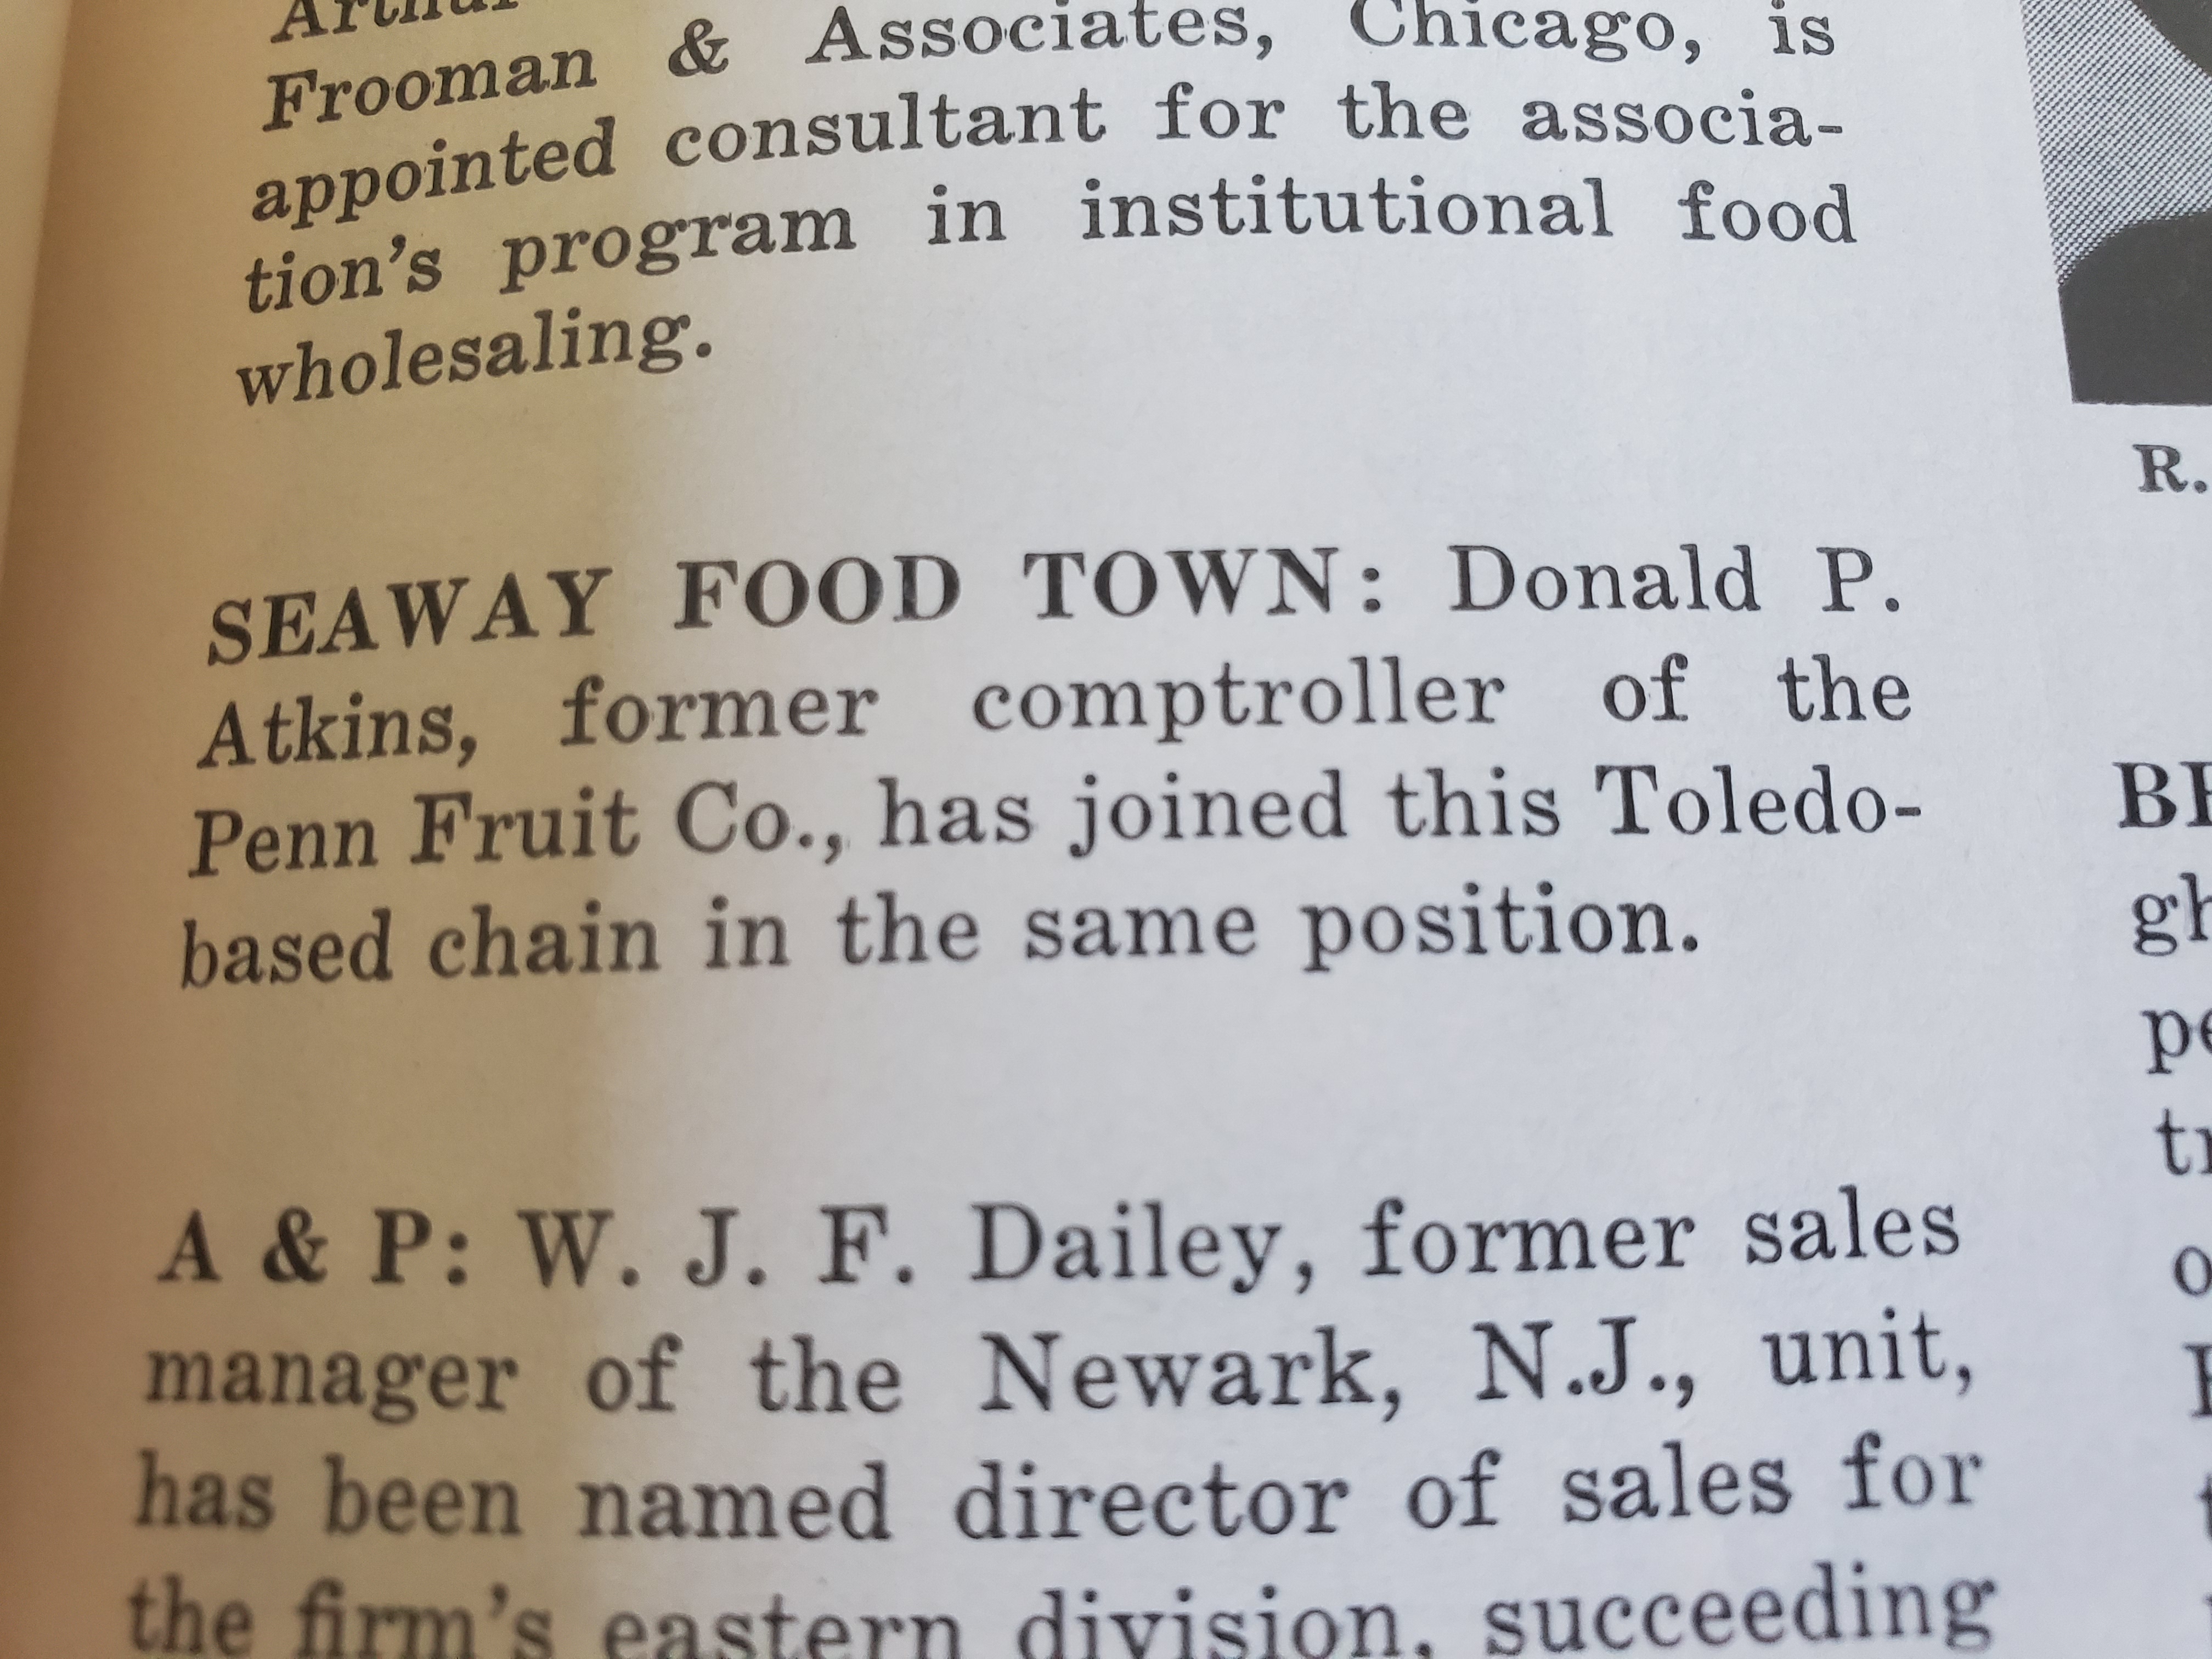 Arthur
Frooman & Associates, Chicago, is
appointed consultant for the associa-
tion's program in institutional food
wholesaling.
SEAWAY FOOD TOWN: Donald P.
Atkins, former comptroller of the
Penn Fruit Co., has joined this Toledo-
based chain in the same position.
A & P: W. J. F. Dailey, former sales
manager of the Newark, N.J., unit,
has been named director of sales for
the firm's eastern division, succeeding
R.